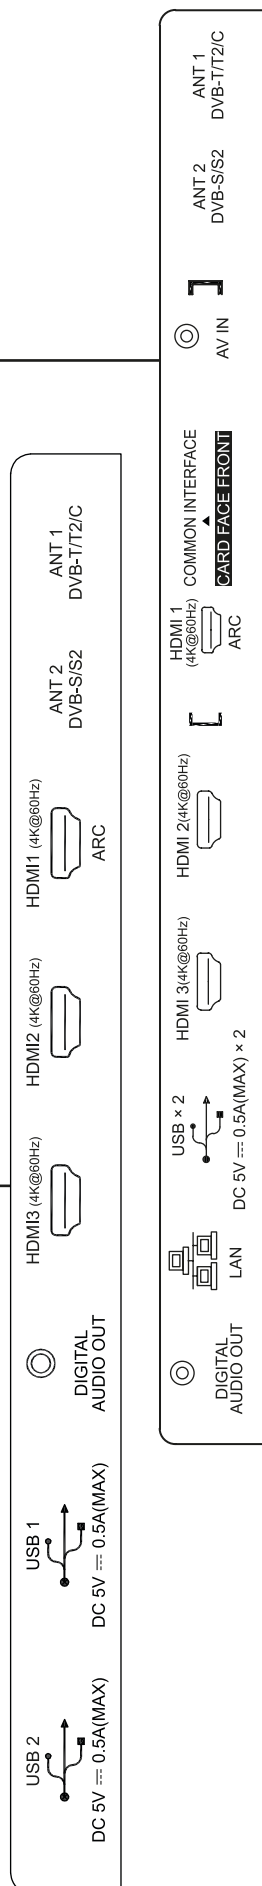 ANT 1
DVB-T/T2/C
ANT 2
DVB-S/S2
HDMI1 (4K@60Hz)
ARC
HDMI2 (4K@60Hz)
HDMI3 (4K@60Hz)
DIGITAL
AUDIO OUT
USB 1
DC 5V ⎓ 0.5A(MAX)
USB 2
DC 5V ⎓ 0.5A(MAX)
ANT 1
DVB-T/T2/C
ANT 2
DVB-S/S2
AV IN
COMMON INTERFACE
CARD FACE FRONT
HDMI 1
(4K@60Hz)
ARC
HDMI 2(4K@60Hz)
HDMI 3(4K@60Hz)
USB × 2
DC 5V ⎓ 0.5A(MAX) × 2
LAN
DIGITAL
AUDIO OUT